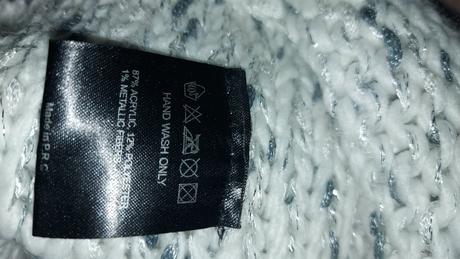 HAND WASH ONLY
87% ACRYLIC, 12% POLYESTER
1% METALLIC FIBERS
Made in P.R.C